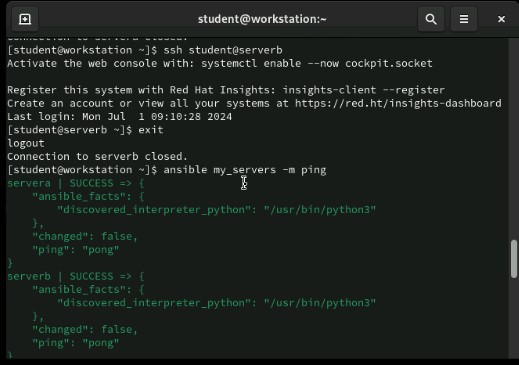 student@workstation:~
Connection to servera closed.
[student@workstation ~]$ ssh student@serverb
Activate the web console with: systemctl enable --now cockpit.socket
Register this system with Red Hat Insights: insights-client --register
Create an account or view all your systems at https://red.ht/insights-dashboard
Last login: Mon Jul  1 09:10:28 2024
[student@serverb ~]$ exit
logout
Connection to serverb closed.
[student@workstation ~]$ ansible my_servers -m ping
servera | SUCCESS => {
    "ansible_facts": {
        "discovered_interpreter_python": "/usr/bin/python3"
    },
    "changed": false,
    "ping": "pong"
}
serverb | SUCCESS => {
    "ansible_facts": {
        "discovered_interpreter_python": "/usr/bin/python3"
    },
    "changed": false,
    "ping": "pong"
}